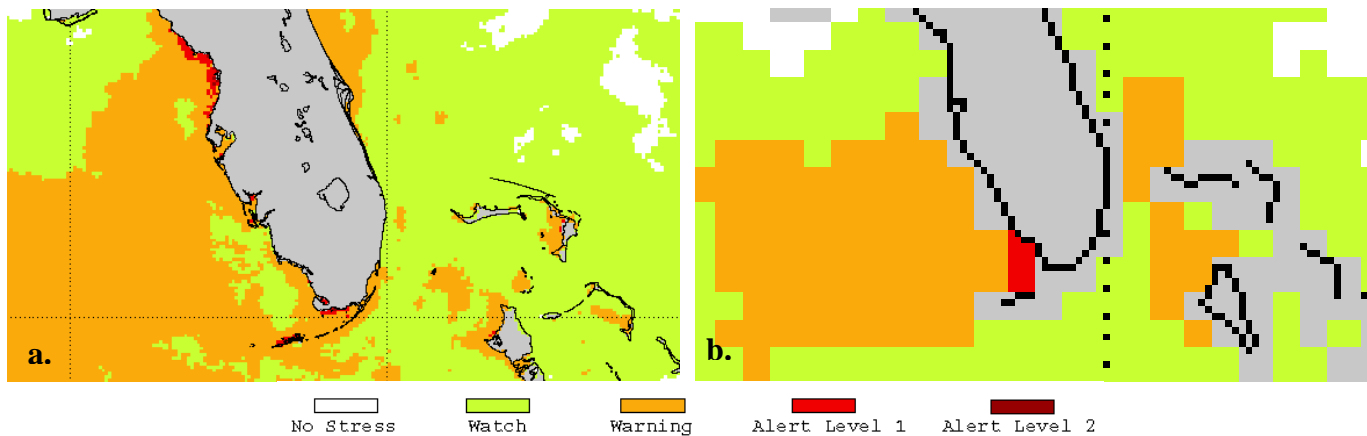 a.
b.
No Stress
Watch
Warning
Alert Level 1
Alert Level 2